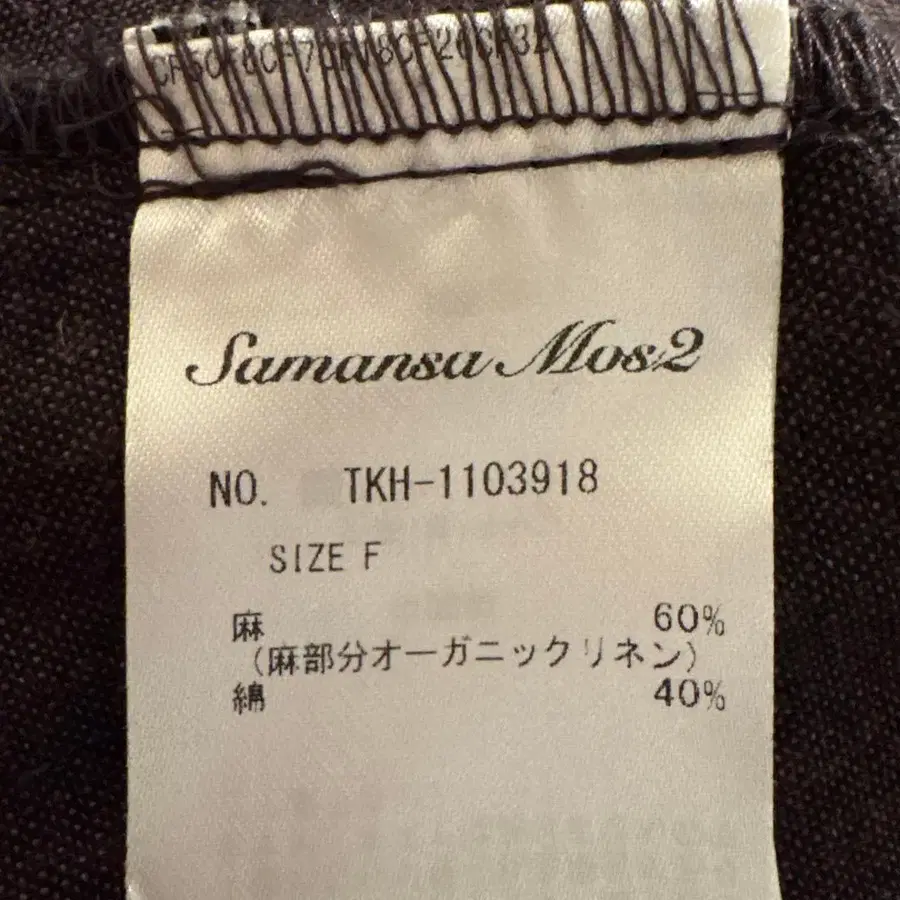 Samansa Mos2
NO. TKH-1103918
SIZE F
麻 60%
(麻部分オーガニックリネン)
綿 40%